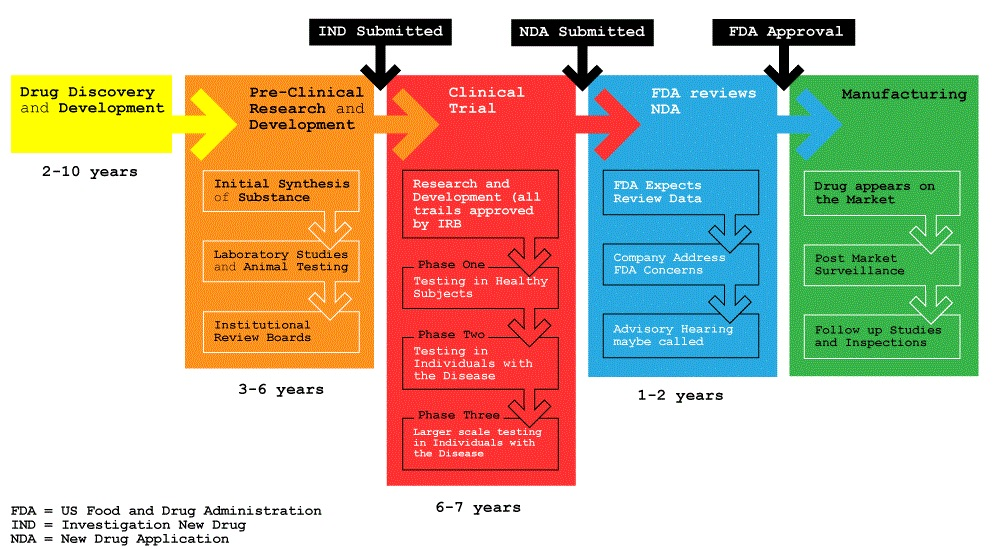 IND Submitted
NDA Submitted
FDA Approval
Drug Discovery
and Development
2-10 years
Pre-Clinical
Research and
Development
Initial Synthesis
of Substance
Laboratory Studies
and Animal Testing
Institutional
Review Boards
3-6 years
Clinical
Trial
Research and
Development (all
trails approved
by IRB
Phase One
Testing in Healthy
Subjects
Phase Two
Testing in
Individuals with
the Disease
Phase Three
Larger scale testing
in Individuals with
the Disease
6-7 years
FDA reviews
NDA
FDA Expects
Review Data
Company Address
FDA Concerns
Advisory Hearing
maybe called
1-2 years
Manufacturing
Drug appears on
the Market
Post Market
Surveillance
Follow up Studies
and Inspections
FDA = US Food and Drug Administration
IND = Investigation New Drug
NDA = New Drug Application